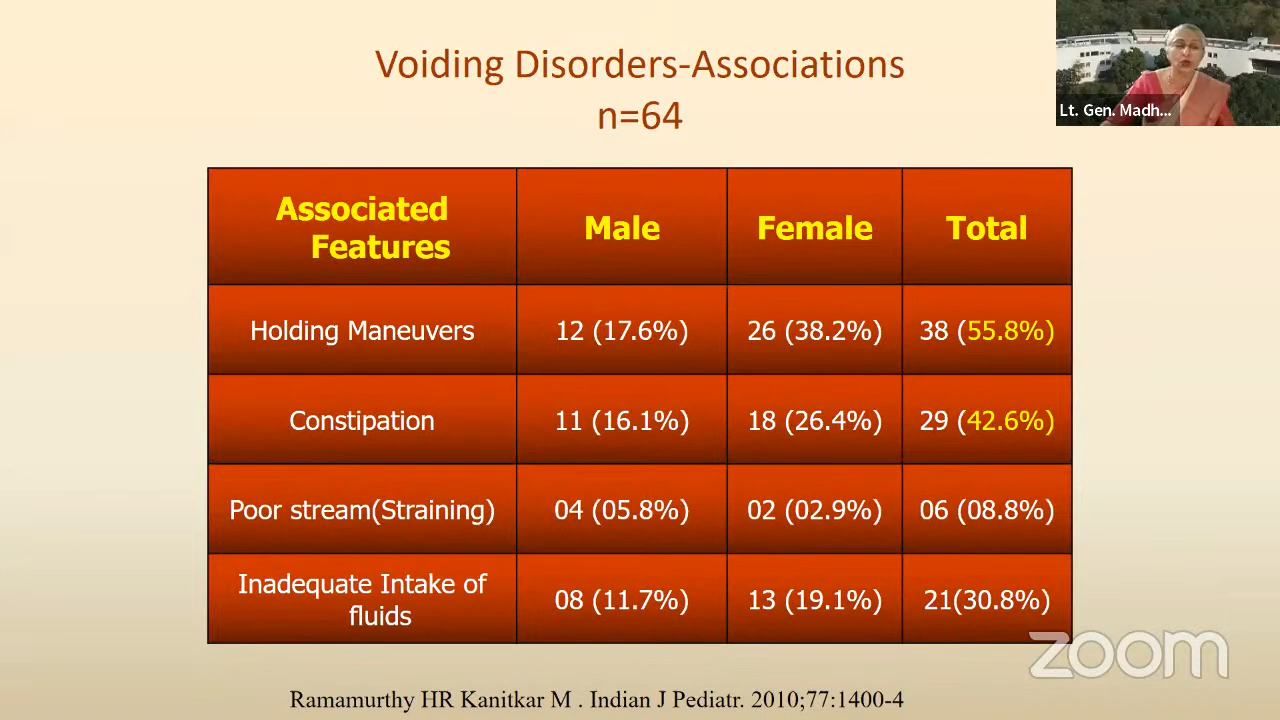 Voiding Disorders-Associations
n=64
Lt. Gen. Madh...
Associated
Features
Male
Female
Total
Holding Maneuvers
12 (17.6%)
26 (38.2%)
38 (55.8%)
Constipation
11 (16.1%)
18 (26.4%)
29 (42.6%)
Poor stream(Straining)
04 (05.8%)
02 (02.9%)
06 (08.8%)
Inadequate Intake of
fluids
08 (11.7%)
13 (19.1%)
21(30.8%)
zoom
Ramamurthy HR Kanitkar M . Indian J Pediatr. 2010;77:1400-4